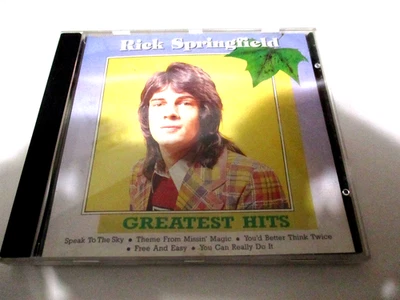 Rick Springfield
GREATEST HITS
Speak To The Sky • Theme From Missin' Magic • You'd Better Think Twice
• Free And Easy • You Can Really Do It